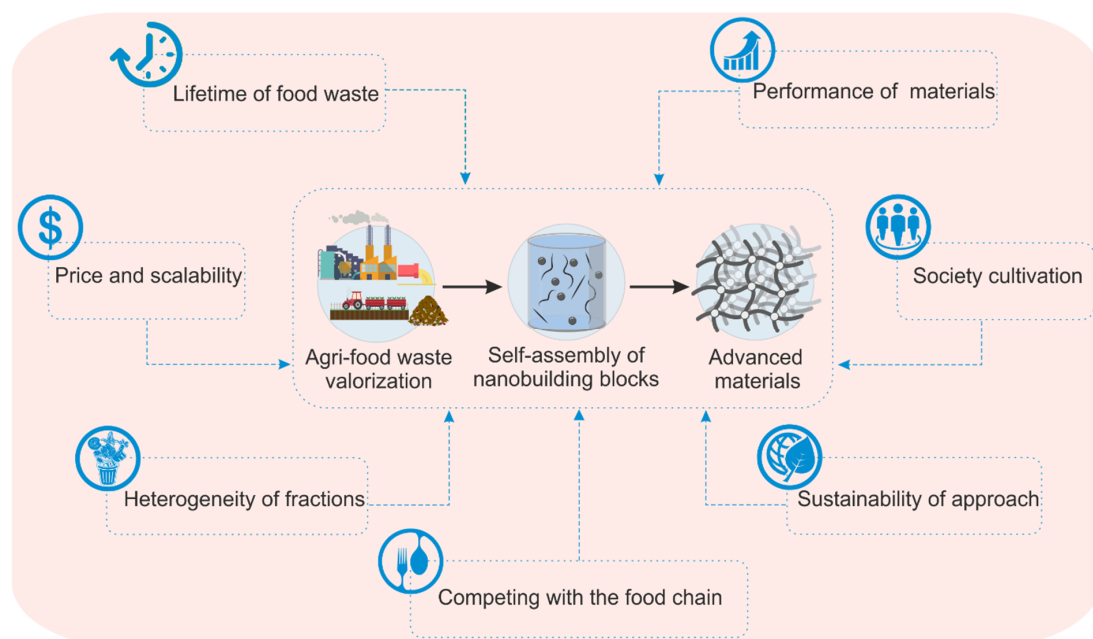 Lifetime of food waste
Performance of materials
$
Price and scalability
Society cultivation
Agri-food waste
valorization
Self-assembly of
nanobuilding blocks
Advanced
materials
Heterogeneity of fractions
Sustainability of approach
Competing with the food chain